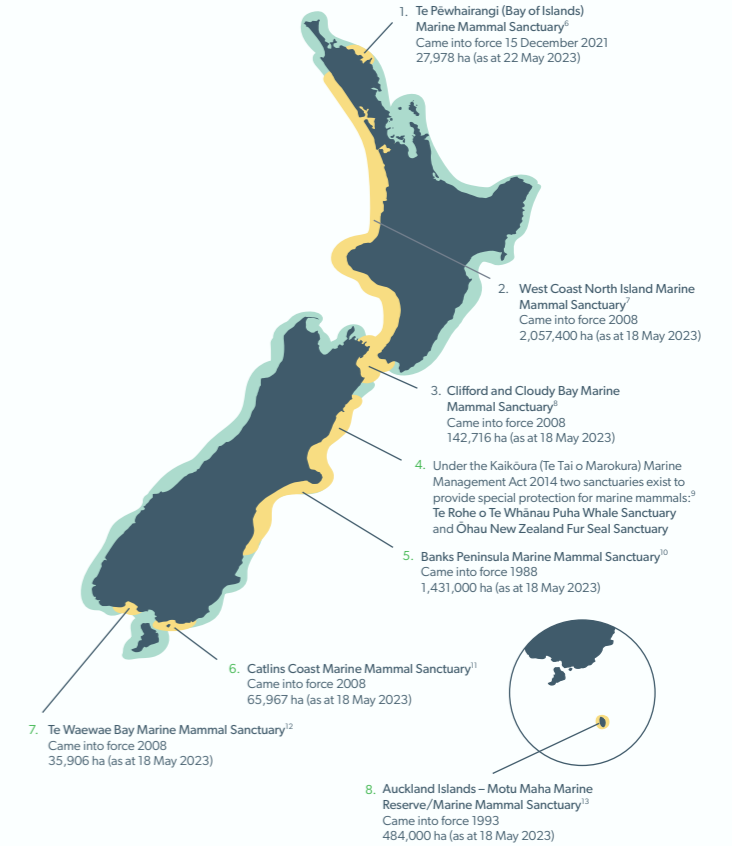 1. Te Pēwhairangi (Bay of Islands)
Marine Mammal Sanctuary⁶
Came into force 15 December 2021
27,978 ha (as at 22 May 2023)
2. West Coast North Island Marine
Mammal Sanctuary⁷
Came into force 2008
2,057,400 ha (as at 18 May 2023)
3. Clifford and Cloudy Bay Marine
Mammal Sanctuary⁸
Came into force 2008
142,716 ha (as at 18 May 2023)
4. Under the Kaikōura (Te Tai o Marokura) Marine
Management Act 2014 two sanctuaries exist to
provide special protection for marine mammals:⁹
Te Rohe o Te Whānau Puha Whale Sanctuary
and Ōhau New Zealand Fur Seal Sanctuary
5. Banks Peninsula Marine Mammal Sanctuary¹⁰
Came into force 1988
1,431,000 ha (as at 18 May 2023)
6. Catlins Coast Marine Mammal Sanctuary¹¹
Came into force 2008
65,967 ha (as at 18 May 2023)
7. Te Waewae Bay Marine Mammal Sanctuary¹²
Came into force 2008
35,906 ha (as at 18 May 2023)
8. Auckland Islands – Motu Maha Marine
Reserve/Marine Mammal Sanctuary¹³
Came into force 1993
484,000 ha (as at 18 May 2023)